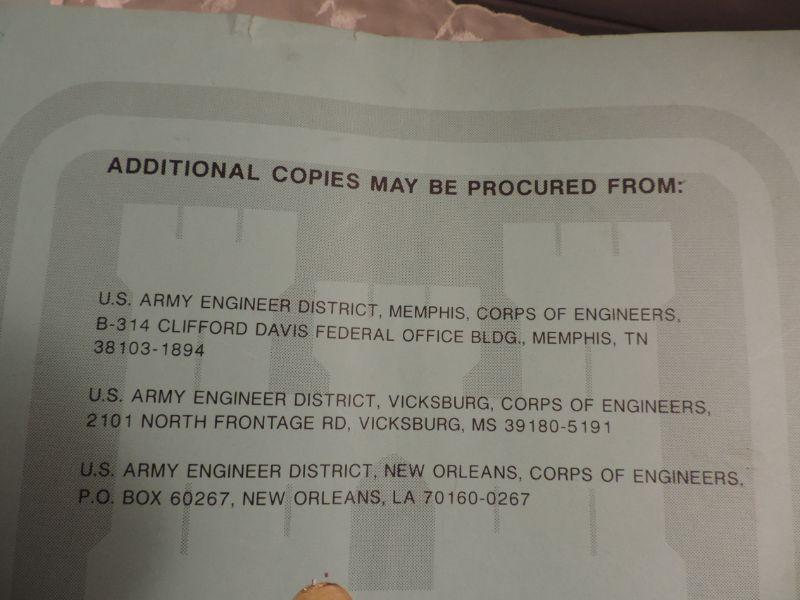 ADDITIONAL COPIES MAY BE PROCURED FROM:
U.S. ARMY ENGINEER DISTRICT, MEMPHIS, CORPS OF ENGINEERS,
B-314 CLIFFORD DAVIS FEDERAL OFFICE BLDG., MEMPHIS, TN
38103-1894
U.S. ARMY ENGINEER DISTRICT, VICKSBURG, CORPS OF ENGINEERS,
2101 NORTH FRONTAGE RD, VICKSBURG, MS 39180-5191
U.S. ARMY ENGINEER DISTRICT, NEW ORLEANS, CORPS OF ENGINEERS,
P.O. BOX 60267, NEW ORLEANS, LA 70160-0267